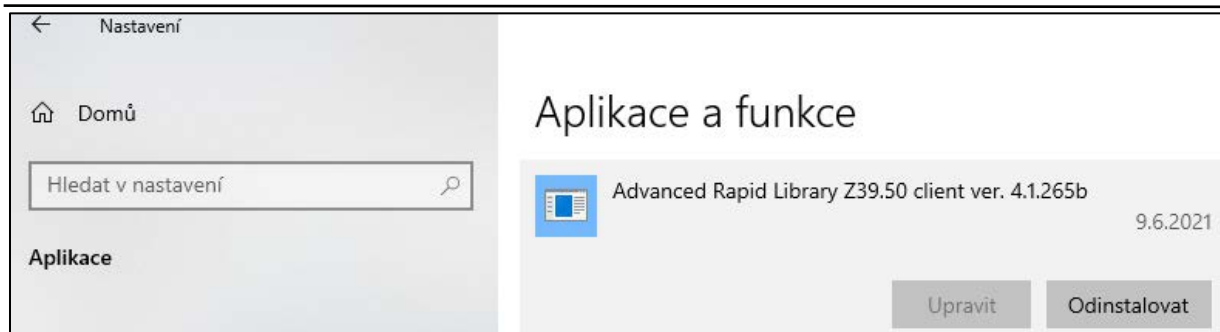 Nastavení
Domů
Hledat v nastavení
Aplikace
Aplikace a funkce
Advanced Rapid Library Z39.50 client ver. 4.1.265b
9.6.2021
Upravit
Odinstalovat